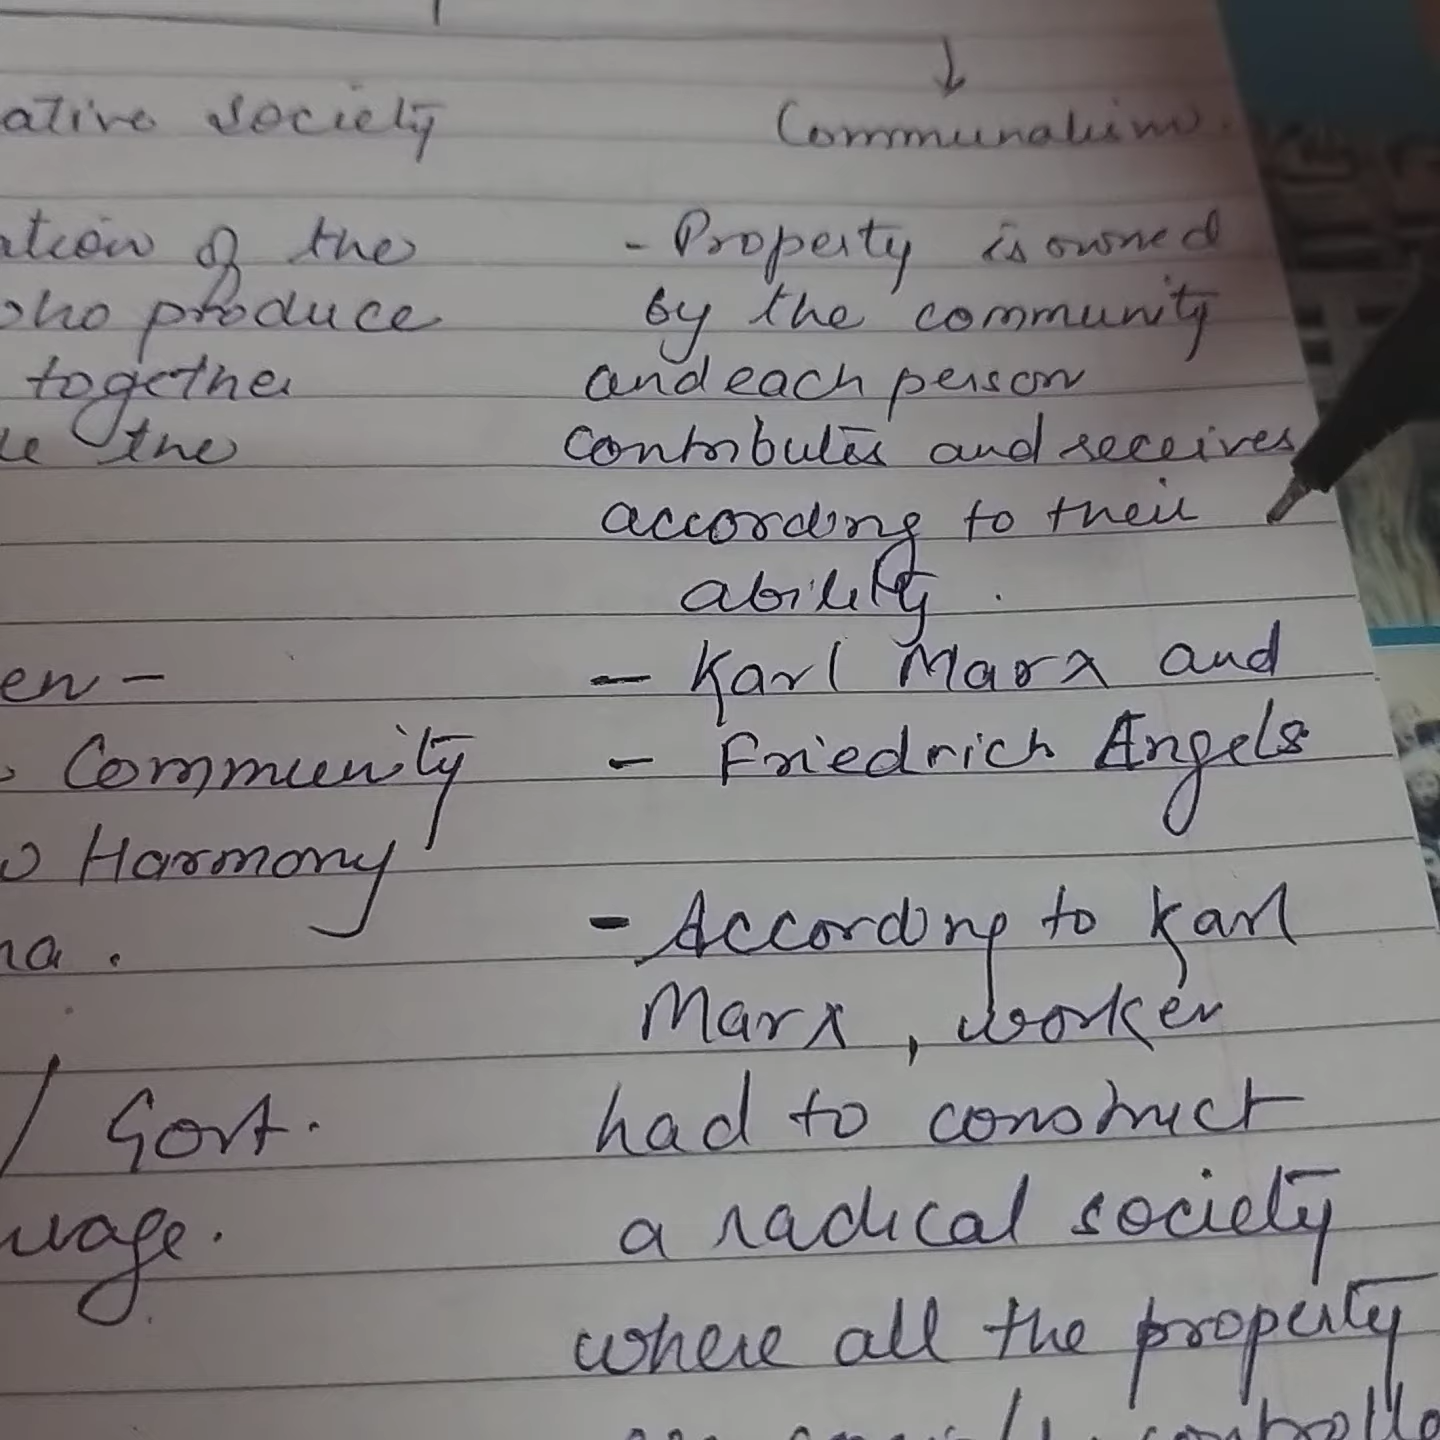 ative society
ation of the
who produce
together
the
en -
Community
Harmony
na.
/ Govt.
wage.
Communalism.
- Property is owned
by the community
and each person
contributes and receives
according to their
ability.
- Karl Marx and
- Friedrich Angels
- According to Karl
Marx, worker
had to construct
a radical society
where all the property